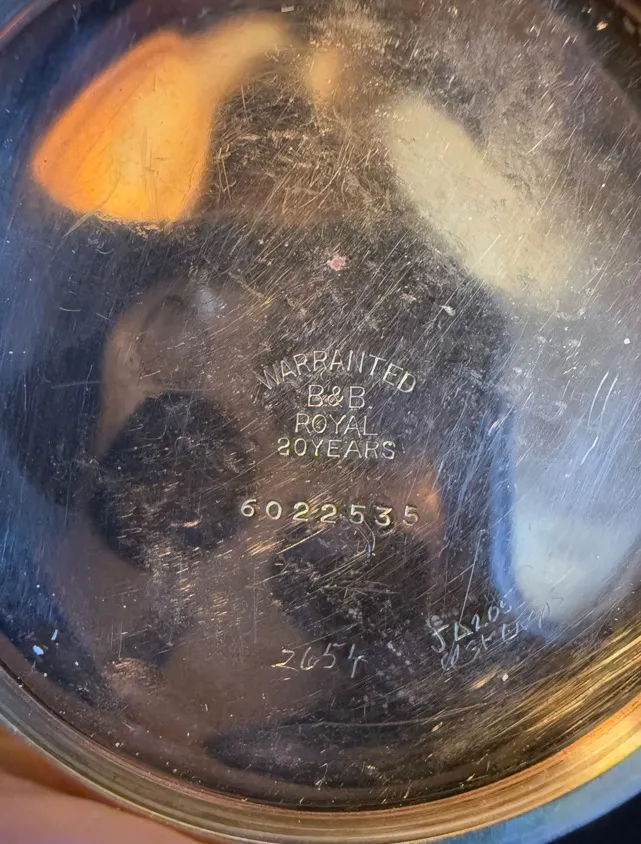 WARRANTED
B&B
ROYAL
20YEARS
6022535
2654